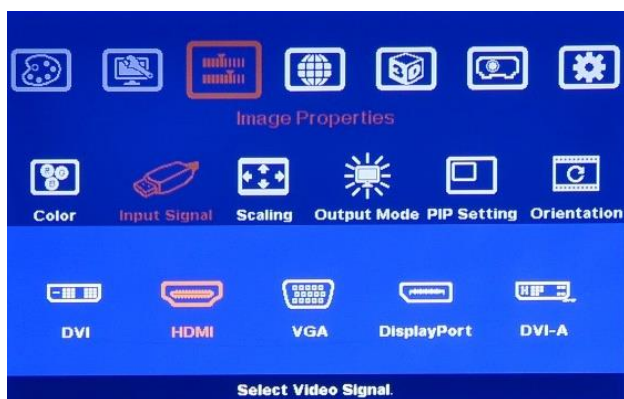 3D
Image Properties
Color
Input Signal
Scaling
Output Mode
PIP Setting
Orientation
DVI
HDMI
VGA
DisplayPort
DVI-A
Select Video Signal.